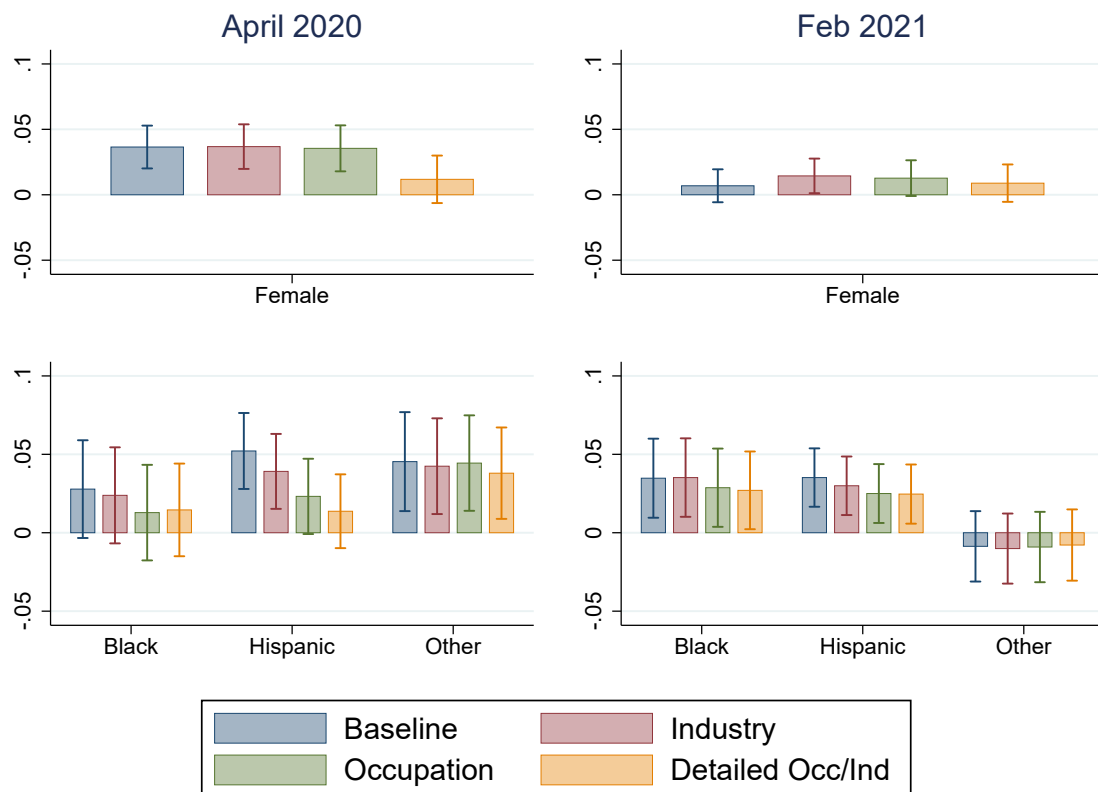 April 2020
Feb 2021
.1
.05
0
-.05
Female
.1
.05
0
-.05
Female
.1
.05
0
-.05
Black Hispanic Other
.1
.05
0
-.05
Black Hispanic Other
Baseline Industry
Occupation Detailed Occ/Ind